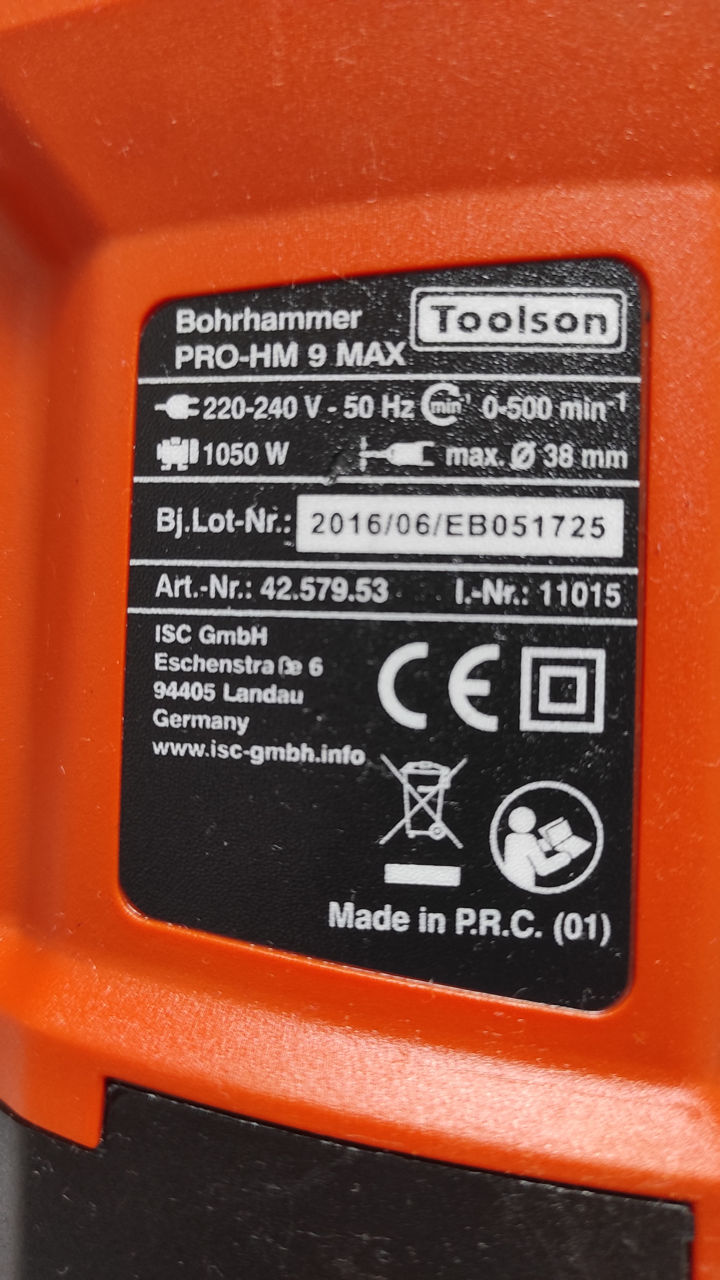 Bohrhammer
PRO-HM 9 MAX
Toolson
220-240 V - 50 Hz min⁻¹ 0-500 min⁻¹
1050 W max. Ø 38 mm
Bj.Lot-Nr.: 2016/06/EB051725
Art.-Nr.: 42.579.53 I.-Nr.: 11015
ISC GmbH
Eschenstraße 6
94405 Landau
Germany
www.isc-gmbh.info
CE
Made in P.R.C. (01)